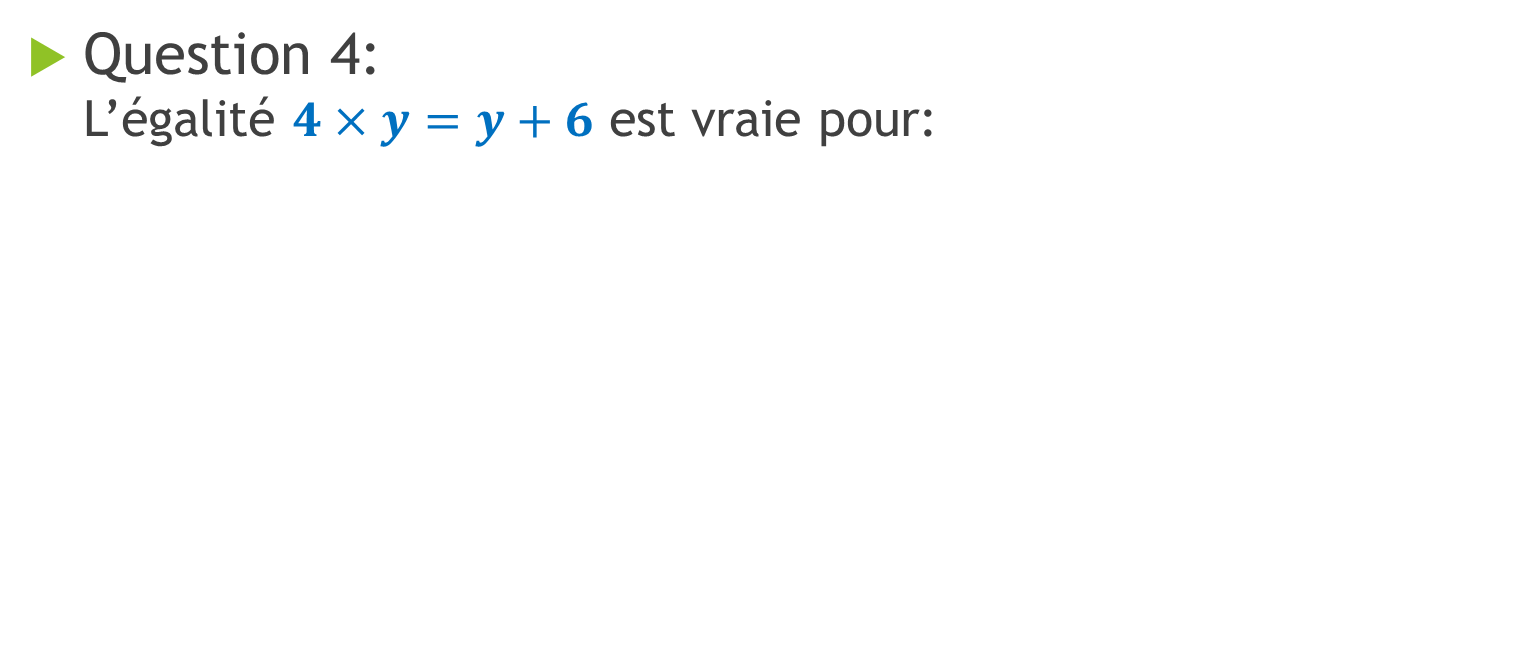 Question 4:
L’égalité 4 × y = y + 6 est vraie pour: